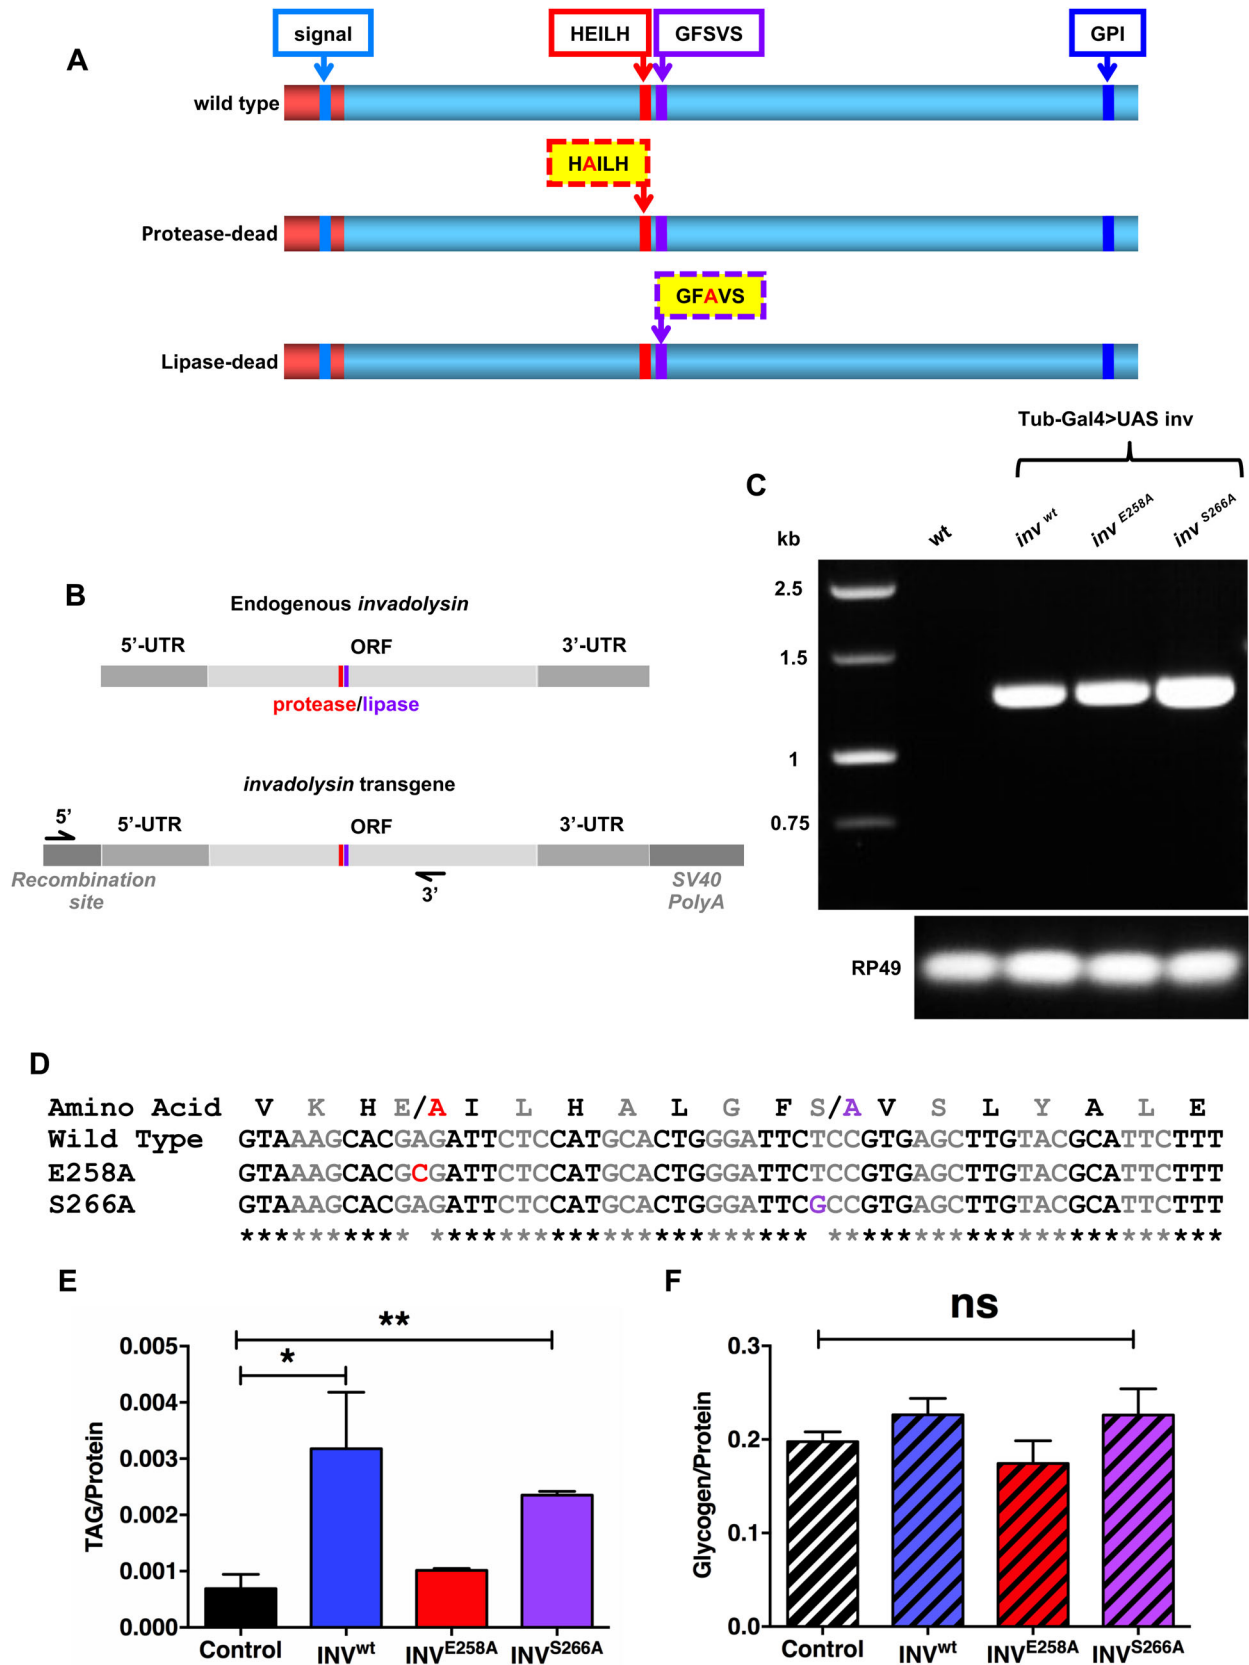 A
signal
HEILH
GFSVS
GPI
wild type
HAILH
Protease-dead
GFAVS
Lipase-dead
B
Endogenous invadolysin
5’-UTR
ORF
3’-UTR
protease/lipase
invadolysin transgene
5’
5’-UTR
ORF
3’-UTR
Recombination
site
3’
SV40
PolyA
C
Tub-Gal4>UAS inv
kb
wt
inv wt
inv E258A
inv S266A
2.5
1.5
1
0.75
RP49
D
Amino Acid V K H E/A I L H A L G F S/A V S L Y A L E
Wild Type GTAAAGCACGAGATTCTCCATGCACTGGGATTCTCCGTGAGCTTGTACGCATTCTTT
E258A GTAAAGCACGCGATTCTCCATGCACTGGGATTCTCCGTGAGCTTGTACGCATTCTTT
S266A GTAAAGCACGAGATTCTCCATGCACTGGGATTCGCCGTGAGCTTGTACGCATTCTTT
********** ********************** ***********************
E
**
*
0.005
0.004
0.003
0.002
0.001
0.000
TAG/Protein
Control
INVwt
INVE258A
INVS266A
F
ns
0.3
0.2
0.1
0.0
Glycogen/Protein
Control
INVwt
INVE258A
INVS266A